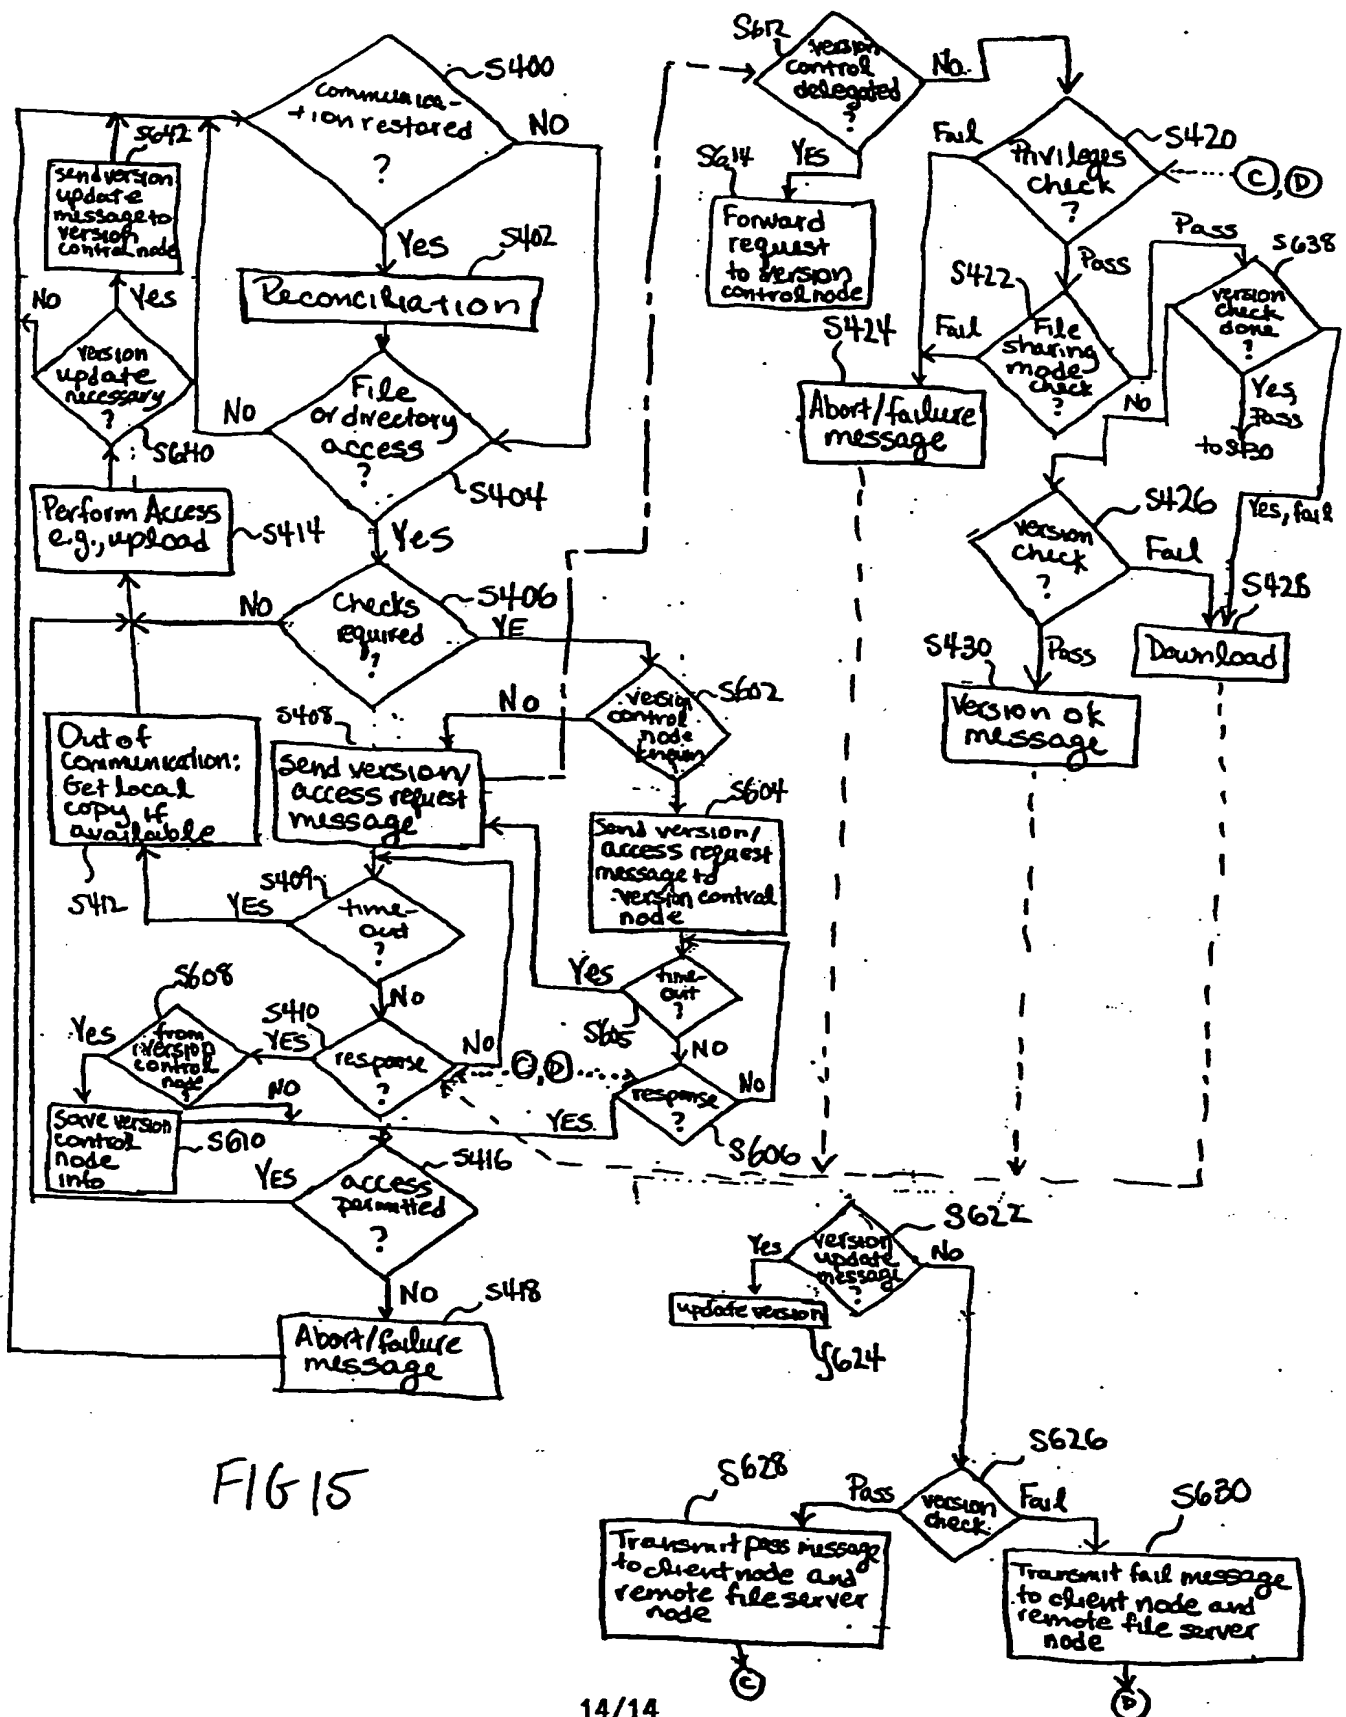 S400
communica-
tion restored
?
NO
Yes
S402
Reconciliation
S642
send version
update
message to
version
control node
Yes
NO
version
update
necessary
?
S640
File
or directory
access
?
NO
S404
Yes
Perform Access
e.g., upload
S414
NO
Checks
required
?
S406
YE
S602
version
control
node
known
NO
S408
Send version/
access request
message
Out of
communication:
Get local
copy if
available
S412
S604
Send version/
access request
message to
version control
node
S409
YES
time-
out
?
NO
Yes
time-
out
?
S605
NO
S608
Yes
from
version
control
node
?
NO
S410
YES
response
?
NO
C, D
response
?
No
S606
YES
Save version
control
node
info
S610
YES
S416
access
permitted
?
NO
S418
Abort/failure
message
S612
version
control
delegated
?
No
YES
S614
Forward
request
to version
control node
Fail
S420
Privileges
check
?
C, D
Pass
S422
Fail
File
sharing
mode
check
?
Pass
S638
version
check
done
?
No
Yes,
Pass
to S430
Yes, fail
S424
Abort/failure
message
S426
version
check
?
Fail
S428
Download
Pass
S430
Version ok
message
S622
version
update
message
?
Yes
No
update version
S624
S626
version
check
Pass
Fail
S628
Transmit pass message
to client node and
remote file server
node
C
S630
Transmit fail message
to client node and
remote file server
node
D
FIG 15
14/14